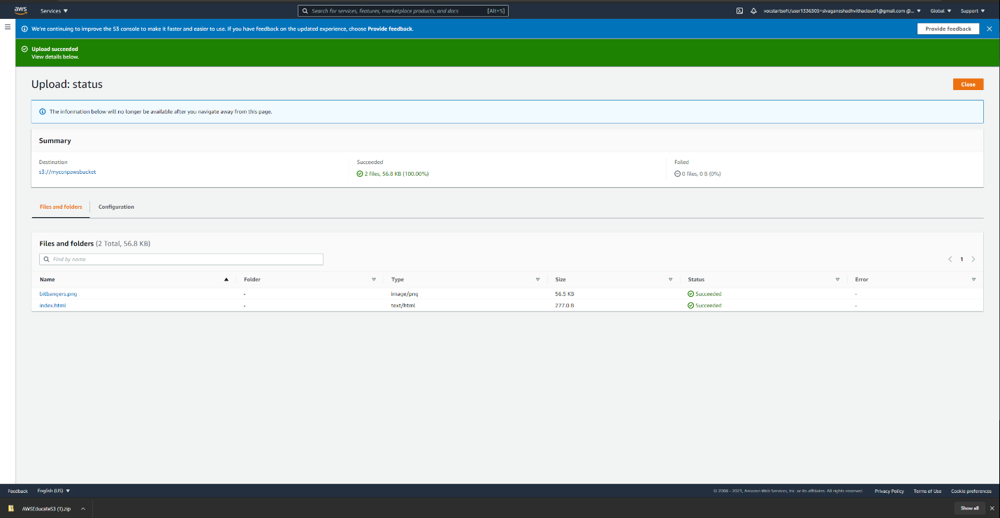 aws
Services ▼
Search for services, features, marketplace products, and docs [Alt+S]
vocstartsoft/user1336305=sivaganeshadhvithacloud1@gmail.com @... ▼
Global ▼
Support ▼
We're continuing to improve the S3 console to make it faster and easier to use. If you have feedback on the updated experience, choose Provide feedback.
Provide feedback
Upload succeeded
View details below.
Upload: status
Close
The information below will no longer be available after you navigate away from this page.
Summary
Destination
s3://myccnpawsbucket
Succeeded
2 files, 56.8 KB (100.00%)
Failed
0 files, 0 B (0%)
Files and folders
Configuration
Files and folders (2 Total, 56.8 KB)
Find by name
1
Name Folder Type Size Status Error
bitbangers.png - image/png 56.5 KB Succeeded -
index.html - text/html 277.0 B Succeeded -
Feedback
English (US) ▼
© 2008 - 2021, Amazon Web Services, Inc. or its affiliates. All rights reserved.
Privacy Policy
Terms of Use
Cookie preferences
AWSEducateS3 (1).zip
Show all